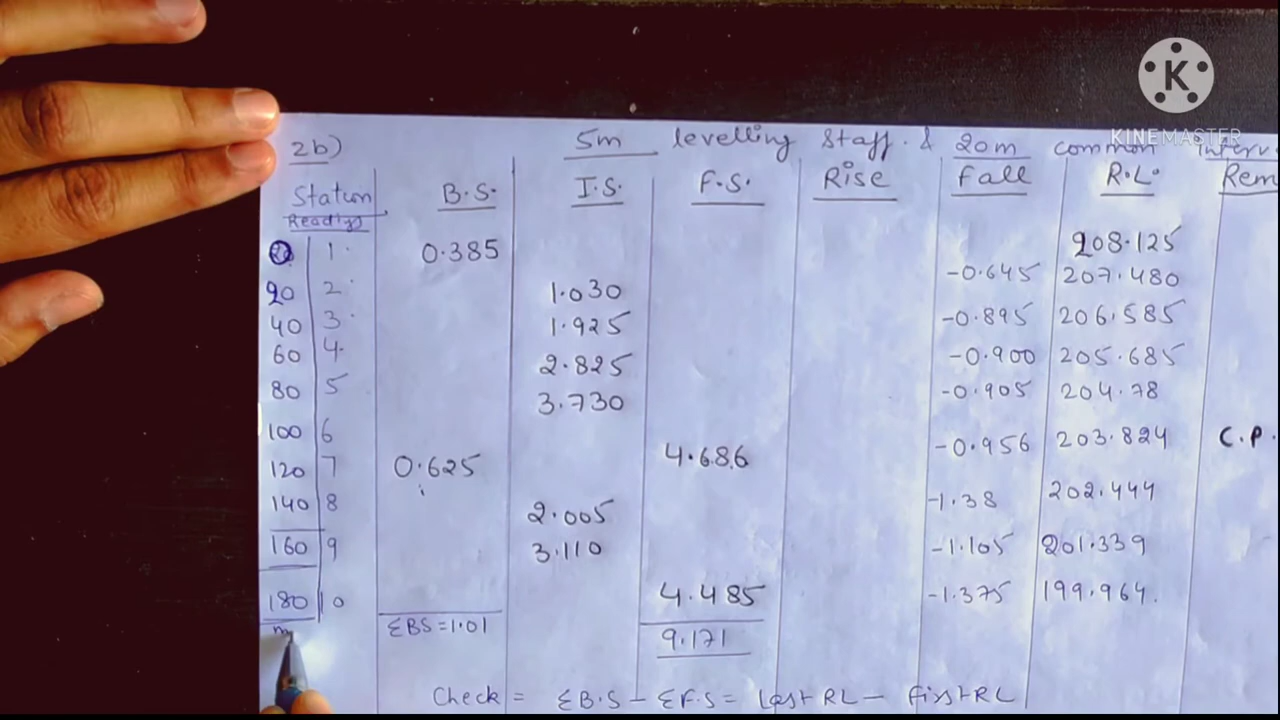 KINEMASTER
2b) 5m levelling staff & 20m common interv
Station Readings B.S. I.S. F.S. Rise Fall R.L. Rem
1. 0.385 208.125
20 2. 1.030 -0.645 207.480
40 3. 1.925 -0.895 206.585
60 4. 2.825 -0.900 205.685
80 5 3.730 -0.905 204.78
100 6 -0.956 203.824 C.P.
120 7 0.625 4.686
140 8 2.005 -1.38 202.444
160 9 3.110 -1.105 201.339
180 10 4.485 -1.375 199.964.
m ΣBS=1.01 9.171
Check = ΣB.S - ΣF.S = Last RL - First RL